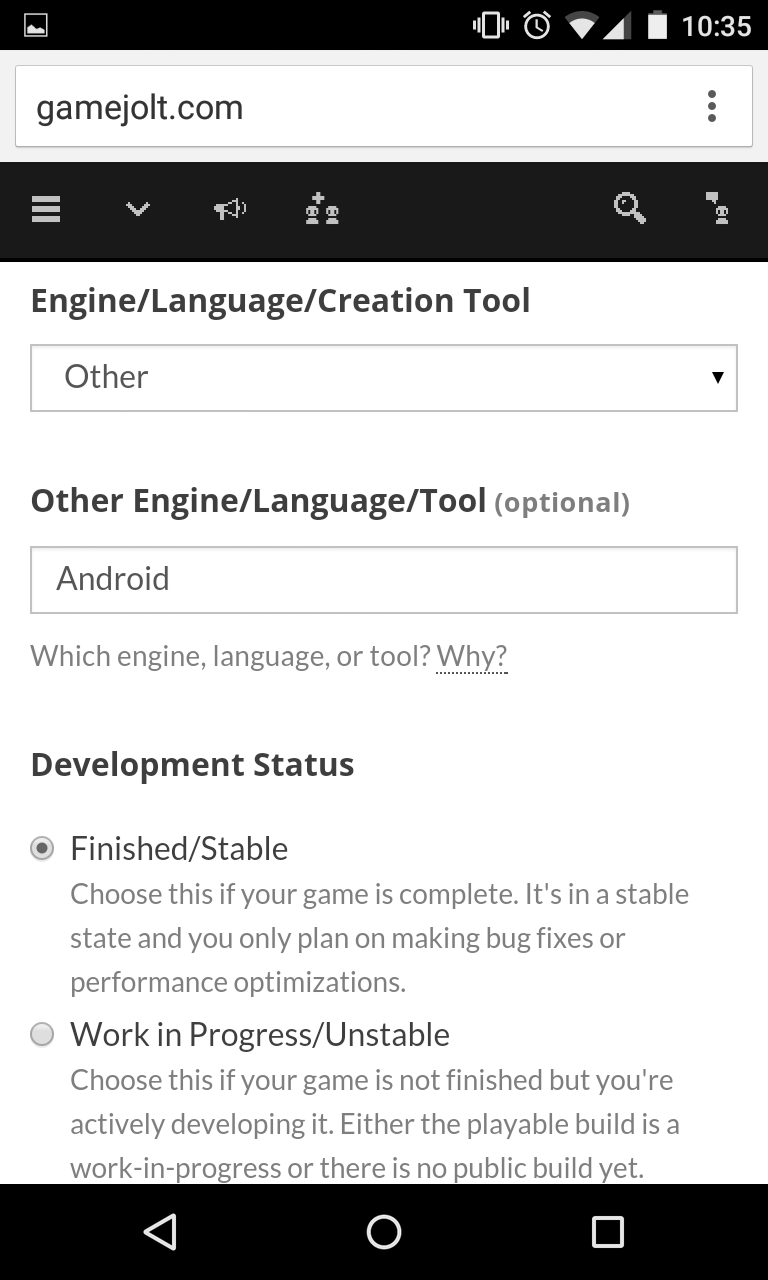 10:35
gamejolt.com
Engine/Language/Creation Tool
Other
Other Engine/Language/Tool (optional)
Android
Which engine, language, or tool? Why?
Development Status
Finished/Stable
Choose this if your game is complete. It's in a stable
state and you only plan on making bug fixes or
performance optimizations.
Work in Progress/Unstable
Choose this if your game is not finished but you're
actively developing it. Either the playable build is a
work-in-progress or there is no public build yet.